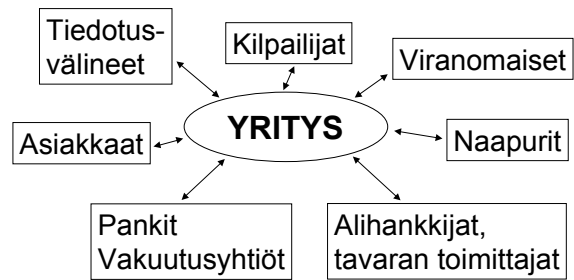 Tiedotus-
välineet
Kilpailijat
Viranomaiset
YRITYS
Asiakkaat
Naapurit
Pankit
Vakuutusyhtiöt
Alihankkijat,
tavaran toimittajat